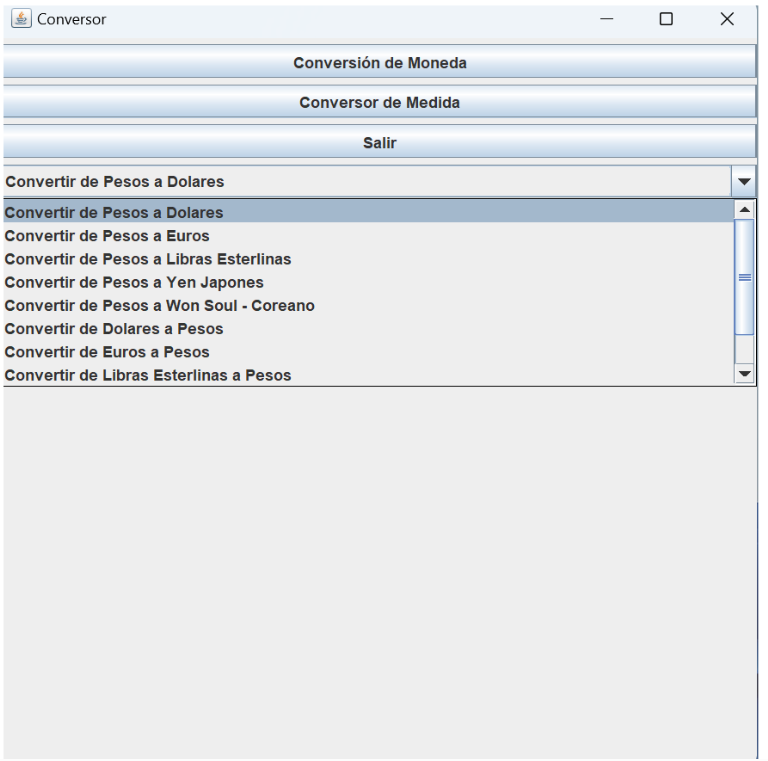 Conversor
Conversión de Moneda
Conversor de Medida
Salir
Convertir de Pesos a Dolares
Convertir de Pesos a Dolares
Convertir de Pesos a Euros
Convertir de Pesos a Libras Esterlinas
Convertir de Pesos a Yen Japones
Convertir de Pesos a Won Soul - Coreano
Convertir de Dolares a Pesos
Convertir de Euros a Pesos
Convertir de Libras Esterlinas a Pesos